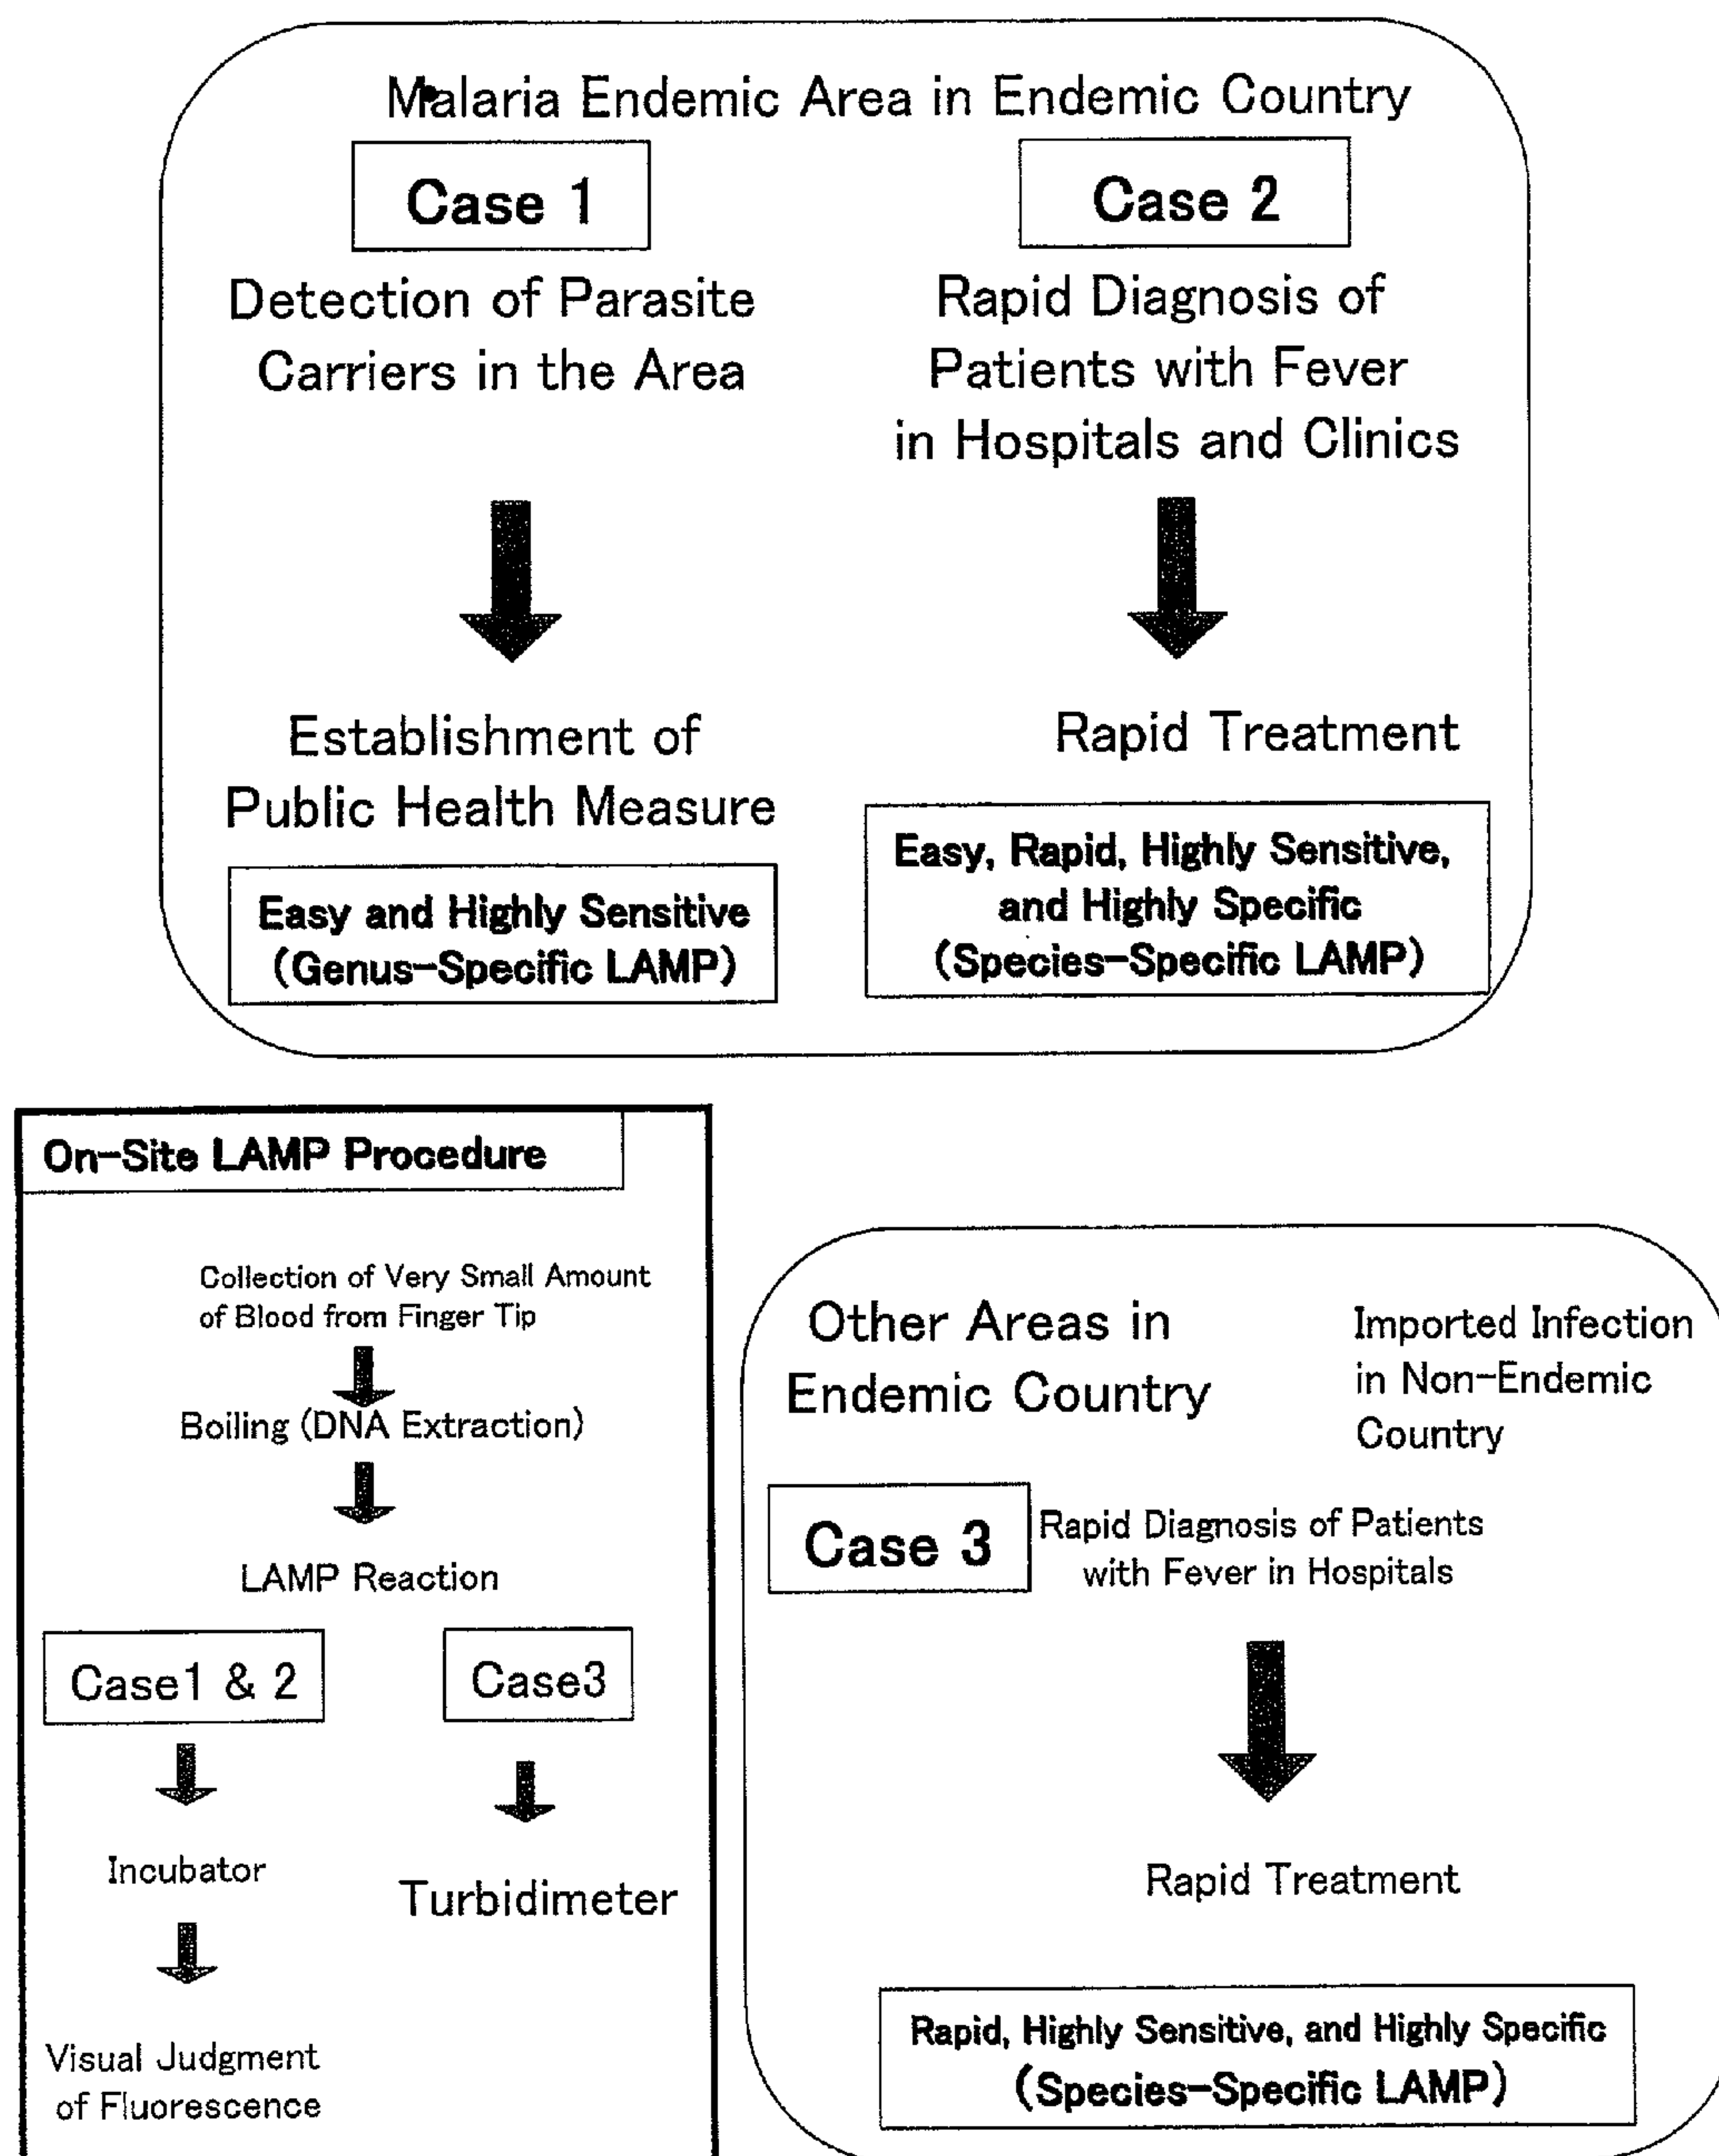 Malaria Endemic Area in Endemic Country
Case 1
Detection of Parasite
Carriers in the Area
Establishment of
Public Health Measure
Easy and Highly Sensitive
(Genus-Specific LAMP)
Case 2
Rapid Diagnosis of
Patients with Fever
in Hospitals and Clinics
Rapid Treatment
Easy, Rapid, Highly Sensitive,
and Highly Specific
(Species-Specific LAMP)
On-Site LAMP Procedure
Collection of Very Small Amount
of Blood from Finger Tip
Boiling (DNA Extraction)
LAMP Reaction
Case1 & 2
Incubator
Visual Judgment
of Fluorescence
Case3
Turbidimeter
Other Areas in
Endemic Country
Imported Infection
in Non-Endemic
Country
Case 3
Rapid Diagnosis of Patients
with Fever in Hospitals
Rapid Treatment
Rapid, Highly Sensitive, and Highly Specific
(Species-Specific LAMP)